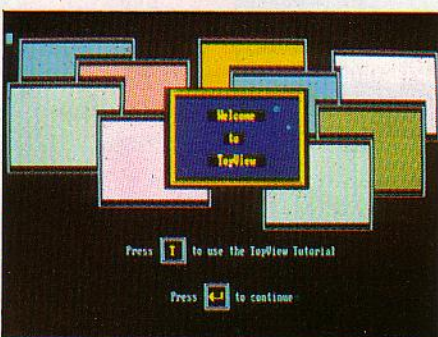 Welcome
to
TopView
Press T to use the TopView Tutorial
Press ↵ to continue